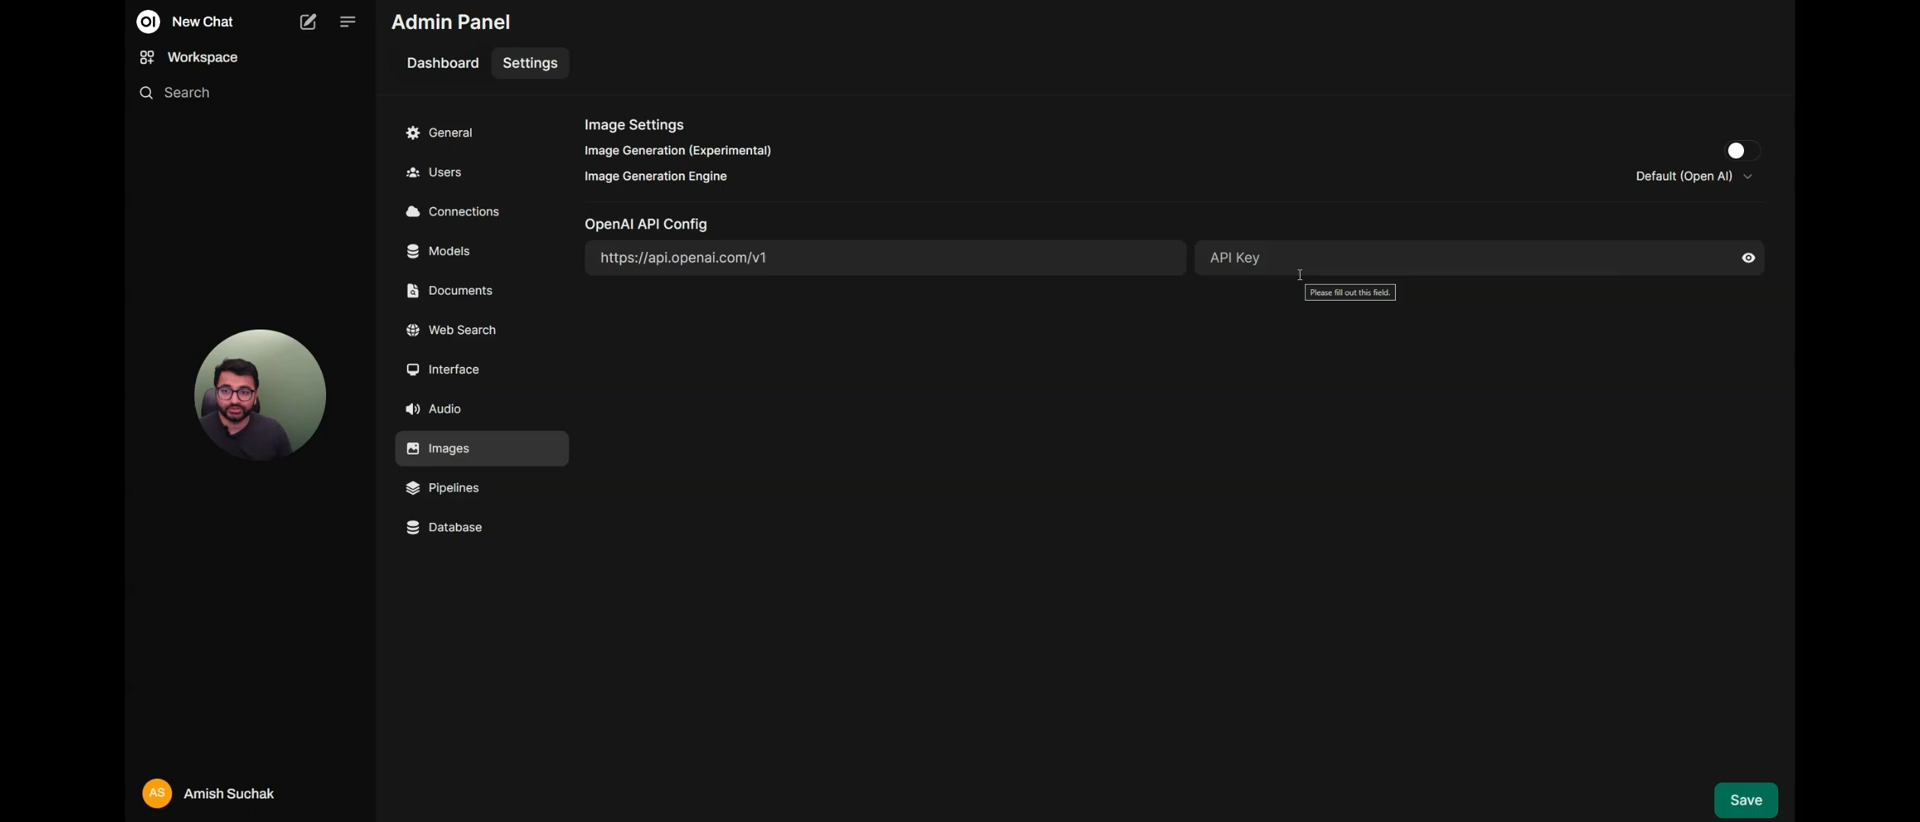 OI New Chat
Workspace
Search
Admin Panel
Dashboard Settings
General
Users
Connections
Models
Documents
Web Search
Interface
Audio
Images
Pipelines
Database
Image Settings
Image Generation (Experimental)
Image Generation Engine Default (Open AI)
OpenAI API Config
https://api.openai.com/v1 API Key
Please fill out this field.
AS Amish Suchak
Save